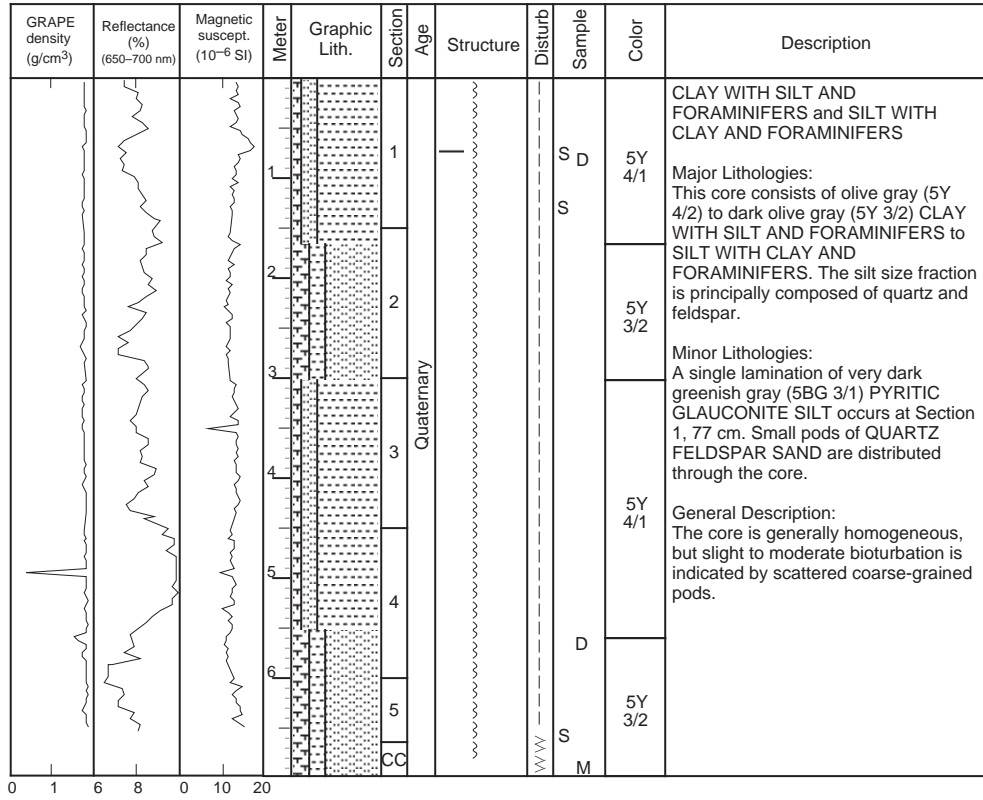 GRAPE
density
(g/cm3)
Reflectance
(%)
(650–700 nm)
Magnetic
suscept.
(10–6 SI)
Meter
Graphic
Lith.
Section
Age
Structure
Disturb
Sample
Color
Description
1
2
3
4
5
6
1
2
3
4
5
CC
Quaternary
S D
S
D
S
M
5Y
4/1
5Y
3/2
5Y
4/1
5Y
3/2
CLAY WITH SILT AND
FORAMINIFERS and SILT WITH
CLAY AND FORAMINIFERS
Major Lithologies:
This core consists of olive gray (5Y
4/2) to dark olive gray (5Y 3/2) CLAY
WITH SILT AND FORAMINIFERS to
SILT WITH CLAY AND
FORAMINIFERS. The silt size fraction
is principally composed of quartz and
feldspar.
Minor Lithologies:
A single lamination of very dark
greenish gray (5BG 3/1) PYRITIC
GLAUCONITE SILT occurs at Section
1, 77 cm. Small pods of QUARTZ
FELDSPAR SAND are distributed
through the core.
General Description:
The core is generally homogeneous,
but slight to moderate bioturbation is
indicated by scattered coarse-grained
pods.
0 1 6 8 0 10 20